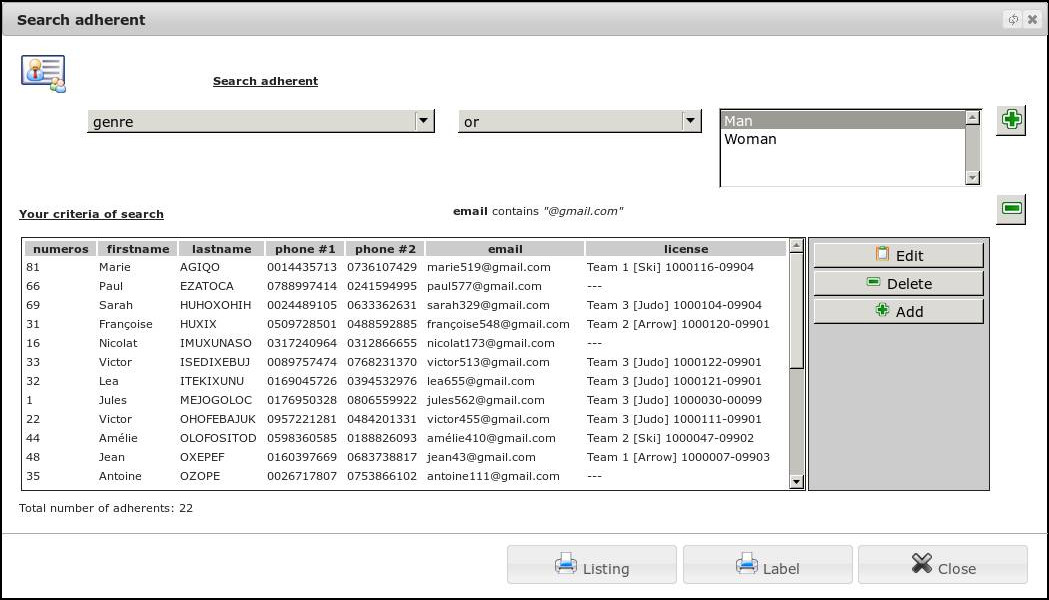 Search adherent
Search adherent
genre or Man
Woman
Your criteria of search email contains "@gmail.com"
numeros firstname lastname phone #1 phone #2 email license
81 Marie AGIQO 0014435713 0736107429 marie519@gmail.com Team 1 [Ski] 1000116-09904
66 Paul EZATOCA 0788997414 0241594995 paul577@gmail.com ---
69 Sarah HUHOXOHIH 0024489105 0633362631 sarah329@gmail.com Team 3 [Judo] 1000104-09904
31 Françoise HUXIX 0509728501 0488592885 françoise548@gmail.com Team 2 [Arrow] 1000120-09901
16 Nicolat IMUXUNASO 0317240964 0312866655 nicolat173@gmail.com ---
33 Victor ISEDIXEBUJ 0089757474 0768231370 victor513@gmail.com Team 3 [Judo] 1000122-09901
32 Lea ITEKIXUNU 0169045726 0394532976 lea655@gmail.com Team 3 [Judo] 1000121-09901
1 Jules MEJOGOLOC 0176950328 0806559922 jules562@gmail.com Team 3 [Judo] 1000030-00099
22 Victor OHOFEBAJUK 0957221281 0484201331 victor455@gmail.com Team 3 [Judo] 1000111-09901
44 Amélie OLOFOSITOD 0598360585 0188826093 amélie410@gmail.com Team 2 [Ski] 1000047-09902
48 Jean OXEPEF 0160397669 0683738817 jean43@gmail.com Team 1 [Arrow] 1000007-09903
35 Antoine OZOPE 0026717807 0753866102 antoine111@gmail.com ---
Edit
Delete
Add
Total number of adherents: 22
Listing Label Close